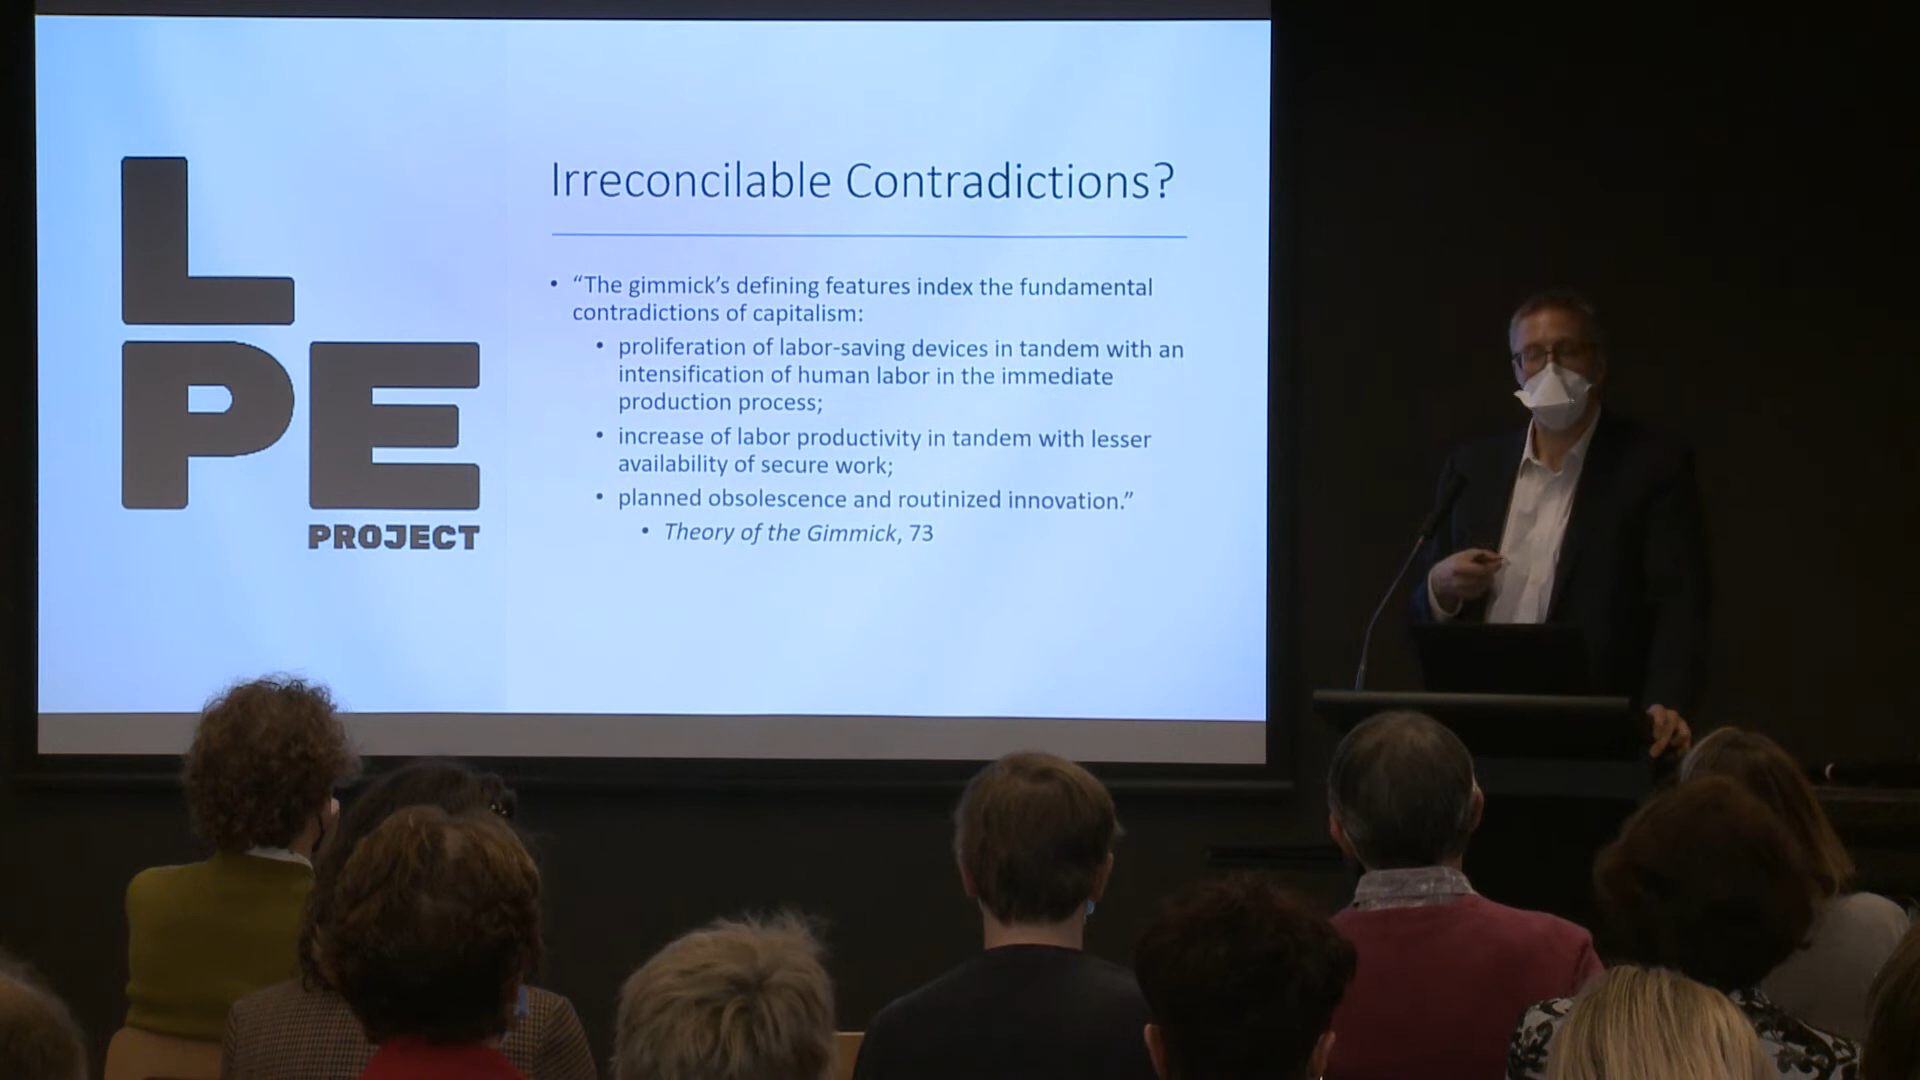 L
PE
PROJECT
Irreconcilable Contradictions?
• “The gimmick’s defining features index the fundamental
contradictions of capitalism:
• proliferation of labor-saving devices in tandem with an
intensification of human labor in the immediate
production process;
• increase of labor productivity in tandem with lesser
availability of secure work;
• planned obsolescence and routinized innovation.”
• Theory of the Gimmick, 73